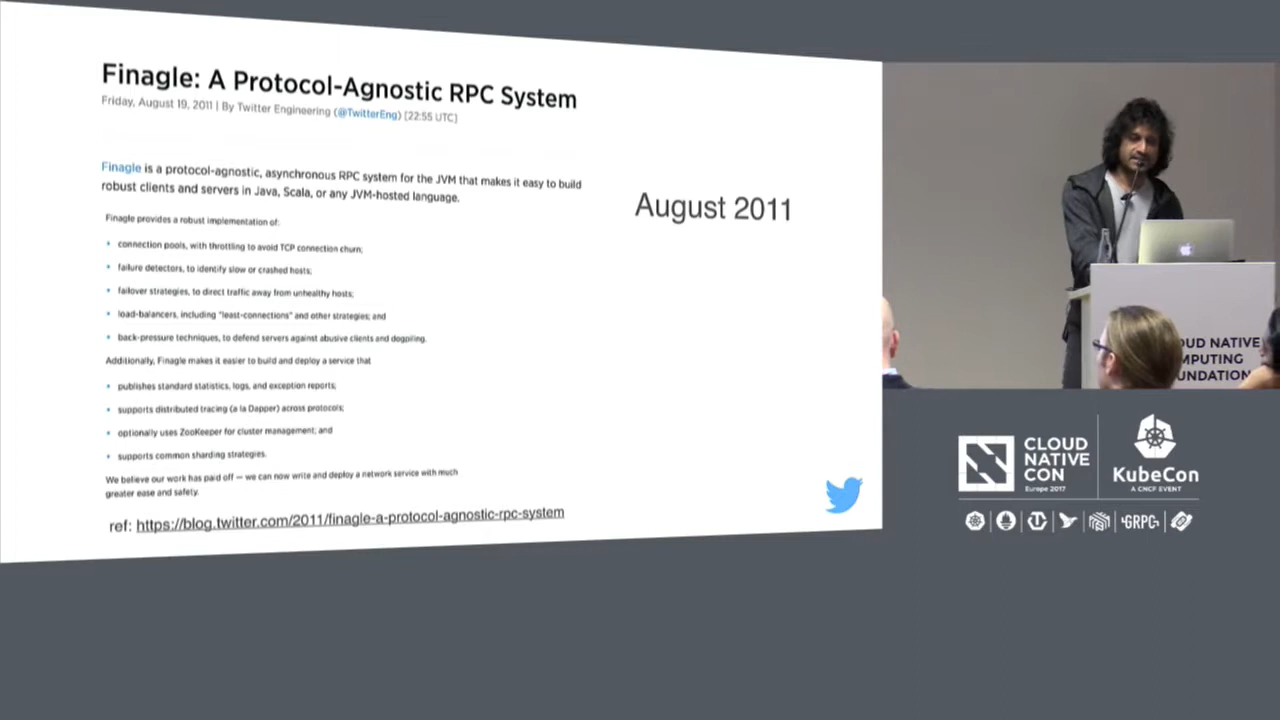 Finagle: A Protocol-Agnostic RPC System
Friday, August 19, 2011 | By Twitter Engineering (@TwitterEng) [22:55 UTC]
Finagle is a protocol-agnostic, asynchronous RPC system for the JVM that makes it easy to build
robust clients and servers in Java, Scala, or any JVM-hosted language.
August 2011
Finagle provides a robust implementation of:
• connection pools, with throttling to avoid TCP connection churn;
• failure detectors, to identify slow or crashed hosts;
• failover strategies, to direct traffic away from unhealthy hosts;
• load-balancers, including "least-connections" and other strategies; and
• back-pressure techniques, to defend servers against abusive clients and dogpiling.
Additionally, Finagle makes it easier to build and deploy a service that
• publishes standard statistics, logs, and exception reports;
• supports distributed tracing (a la Dapper) across protocols;
• optionally uses ZooKeeper for cluster management; and
• supports common sharding strategies.
We believe our work has paid off — we can now write and deploy a network service with much
greater ease and safety.
ref: https://blog.twitter.com/2011/finagle-a-protocol-agnostic-rpc-system
OUD NATIVE
MPUTING
UNDATION
CLOUD
NATIVE
CON
Europe 2017
KubeCon
A CNCF EVENT
GRPC